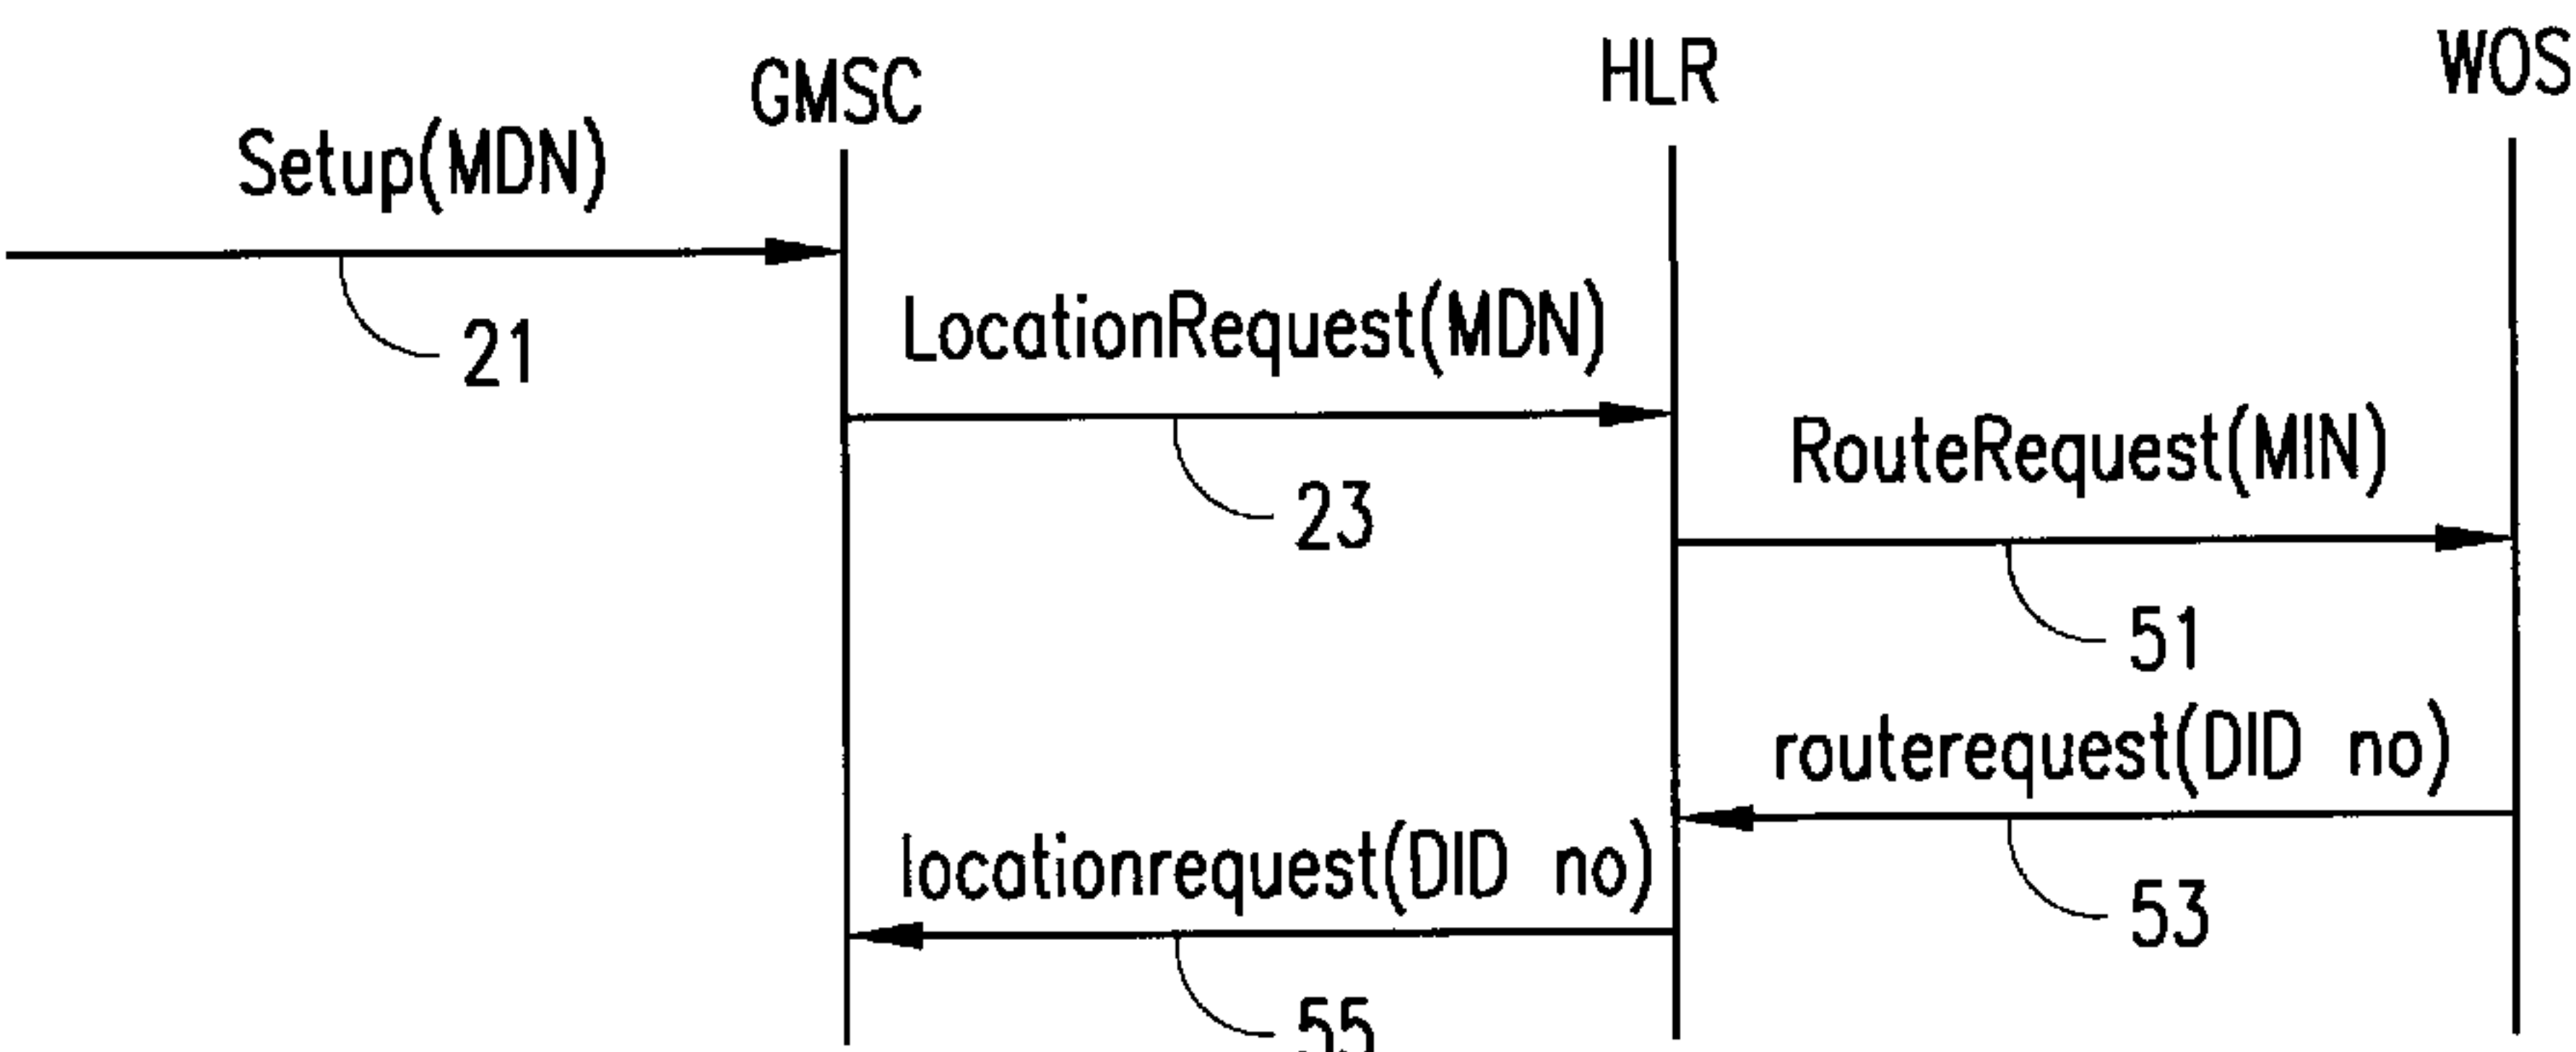 GMSC
HLR
WOS
Setup(MDN)
21
LocationRequest(MDN)
23
RouteRequest(MIN)
51
routerequest(DID no)
53
locationrequest(DID no)
55